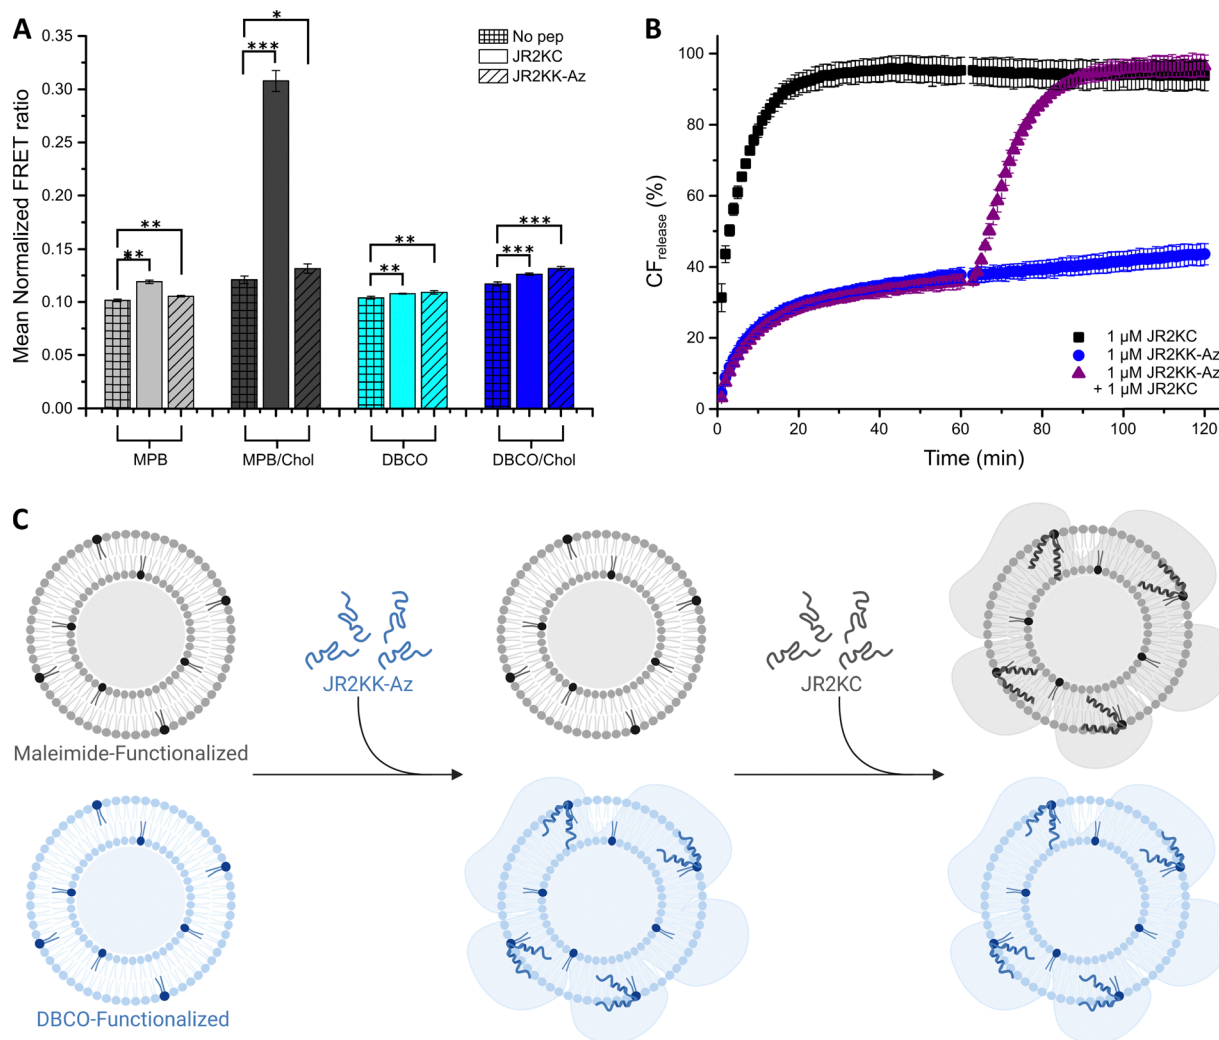 A
Mean Normalized FRET ratio
0.35
0.30
0.25
0.20
0.15
0.10
0.05
0.00
No pep
JR2KC
JR2KK-Az
*
***
**
**
**
**
***
***
MPB
MPB/Chol
DBCO
DBCO/Chol
B
CFrelease (%)
100
80
60
40
20
0
1 µM JR2KC
1 µM JR2KK-Az
1 µM JR2KK-Az
+ 1 µM JR2KC
0
20
40
60
80
100
120
Time (min)
C
JR2KK-Az
JR2KC
Maleimide-Functionalized
DBCO-Functionalized